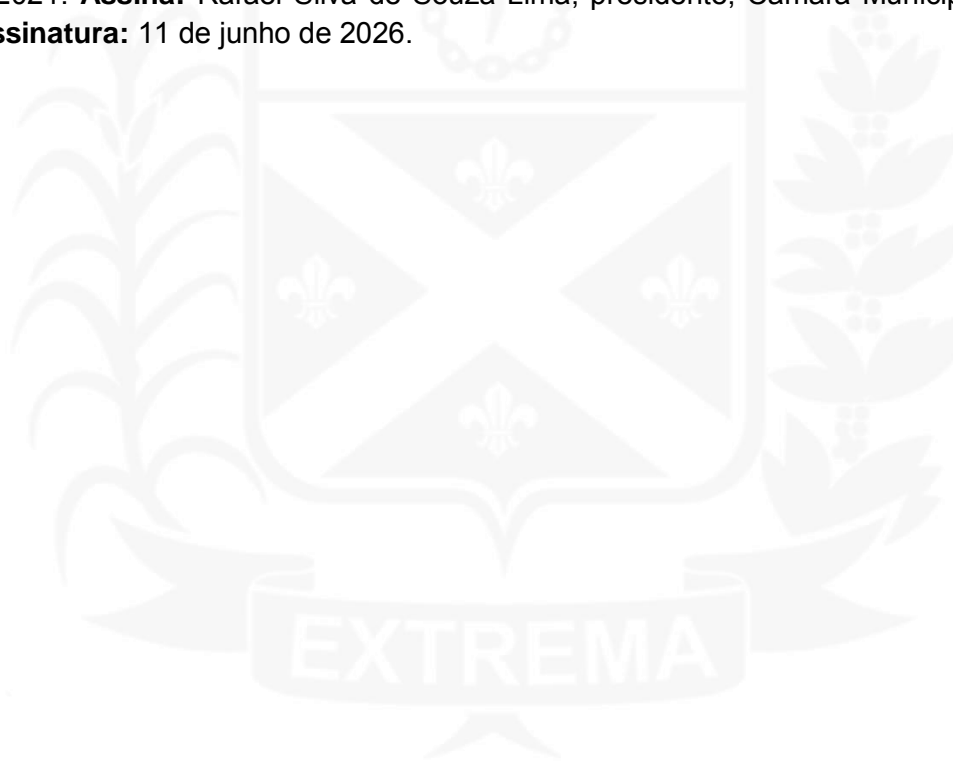 2021. Assina: Rafael Silva de Souza Lima, presidente, Câmara Municip
ssinatura: 11 de junho de 2026.
EXTREMA